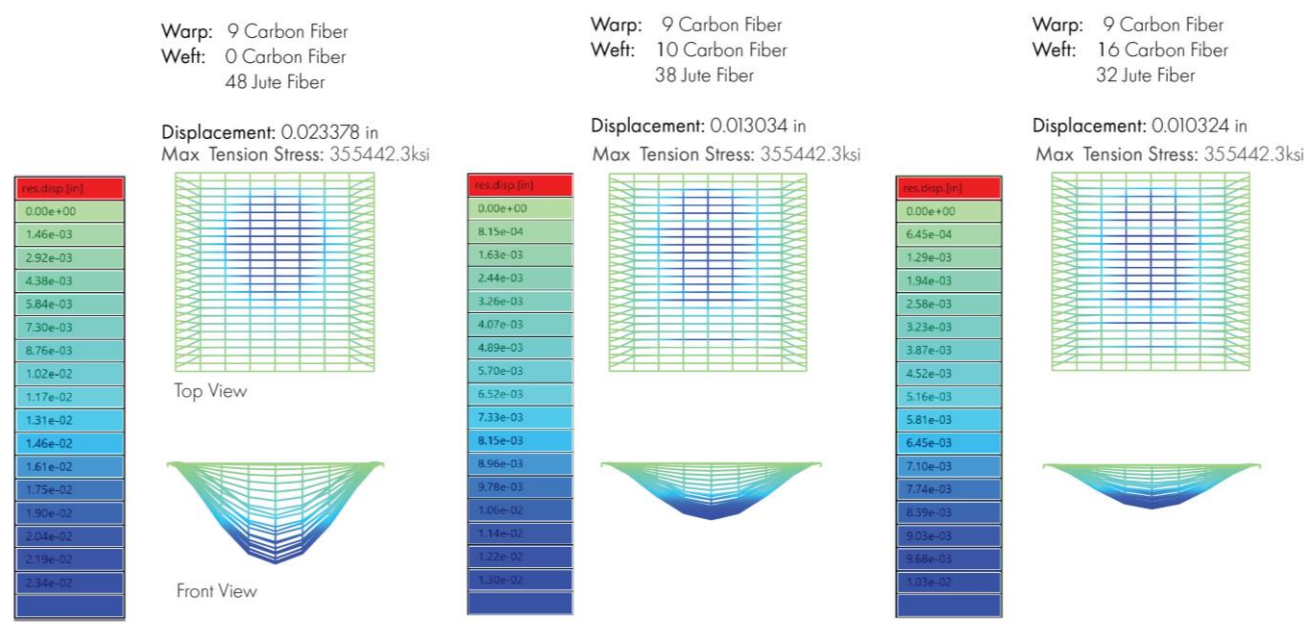 Warp: 9 Carbon Fiber
Weft: 0 Carbon Fiber
48 Jute Fiber
Displacement: 0.023378 in
Max Tension Stress: 355442.3ksi
res.disp.[in]
0.00e+00
1.46e-03
2.92e-03
4.38e-03
5.84e-03
7.30e-03
8.76e-03
1.02e-02
1.17e-02
1.31e-02
1.46e-02
1.61e-02
1.75e-02
1.90e-02
2.04e-02
2.19e-02
2.34e-02
Top View
Front View
Warp: 9 Carbon Fiber
Weft: 10 Carbon Fiber
38 Jute Fiber
Displacement: 0.013034 in
Max Tension Stress: 355442.3ksi
res.disp.[in]
0.00e+00
8.15e-04
1.63e-03
2.44e-03
3.26e-03
4.07e-03
4.89e-03
5.70e-03
6.52e-03
7.33e-03
8.15e-03
8.96e-03
9.78e-03
1.06e-02
1.14e-02
1.22e-02
1.30e-02
Warp: 9 Carbon Fiber
Weft: 16 Carbon Fiber
32 Jute Fiber
Displacement: 0.010324 in
Max Tension Stress: 355442.3ksi
res.disp.[in]
0.00e+00
6.45e-04
1.29e-03
1.94e-03
2.58e-03
3.23e-03
3.87e-03
4.52e-03
5.16e-03
5.81e-03
6.45e-03
7.10e-03
7.74e-03
8.39e-03
9.03e-03
9.68e-03
1.03e-02